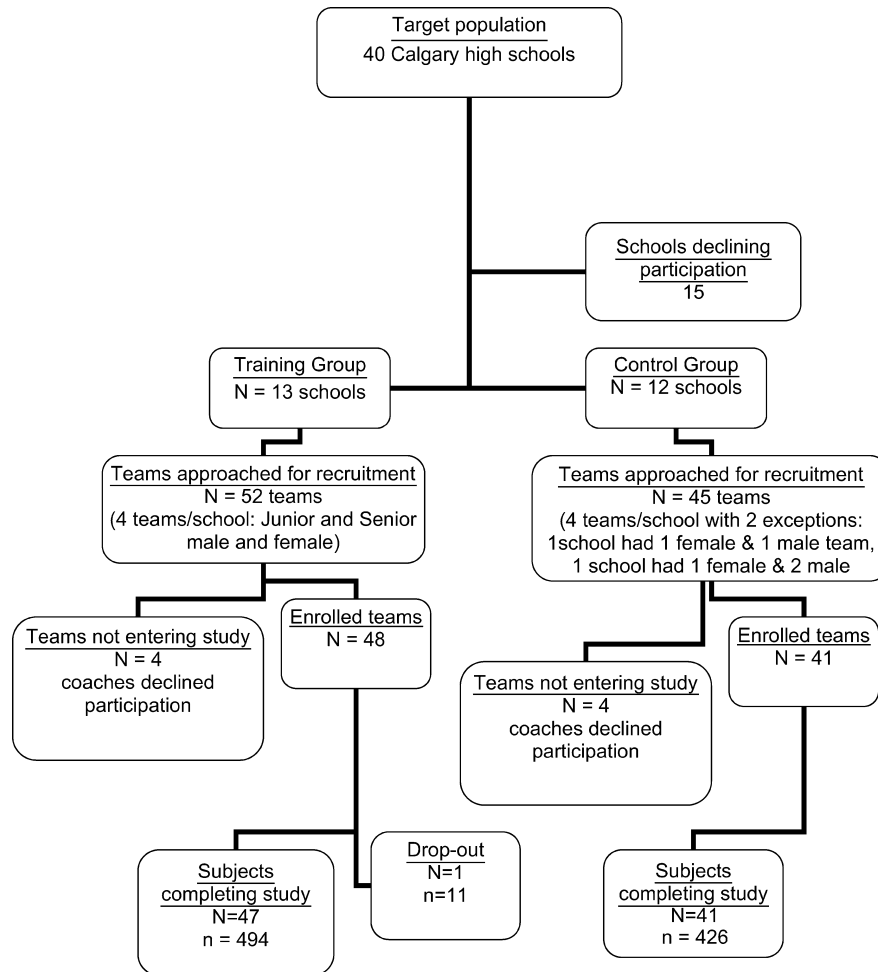 Target population
40 Calgary high schools
Schools declining
participation
15
Training Group
N = 13 schools
Control Group
N = 12 schools
Teams approached for recruitment
N = 52 teams
(4 teams/school: Junior and Senior
male and female)
Teams approached for recruitment
N = 45 teams
(4 teams/school with 2 exceptions:
1school had 1 female & 1 male team,
1 school had 1 female & 2 male
Teams not entering study
N = 4
coaches declined
participation
Enrolled teams
N = 48
Teams not entering study
N = 4
coaches declined
participation
Enrolled teams
N = 41
Subjects
completing study
N=47
n = 494
Drop-out
N=1
n=11
Subjects
completing study
N=41
n = 426